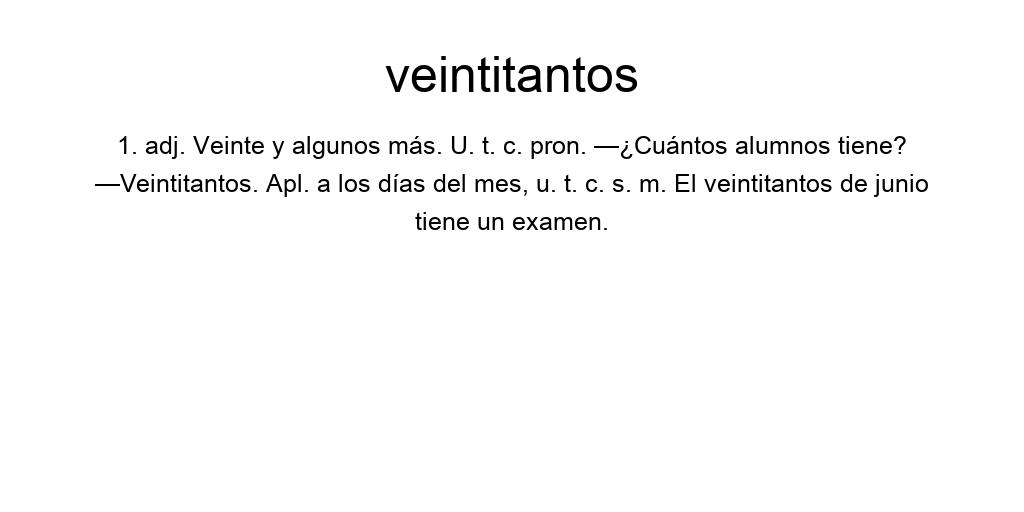 veintitantos
1. adj. Veinte y algunos más. U. t. c. pron. —¿Cuántos alumnos tiene?
—Veintitantos. Apl. a los días del mes, u. t. c. s. m. El veintitantos de junio
tiene un examen.